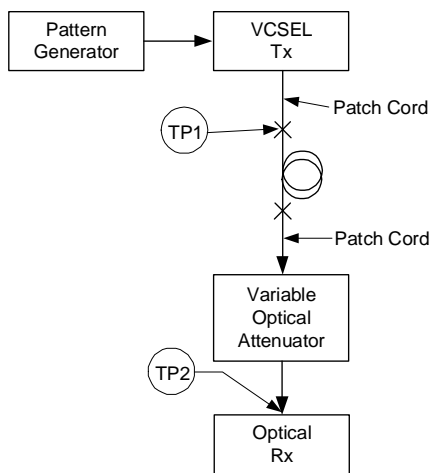 Pattern
Generator
VCSEL
Tx
Patch Cord
TP1
Patch Cord
Variable
Optical
Attenuator
TP2
Optical
Rx